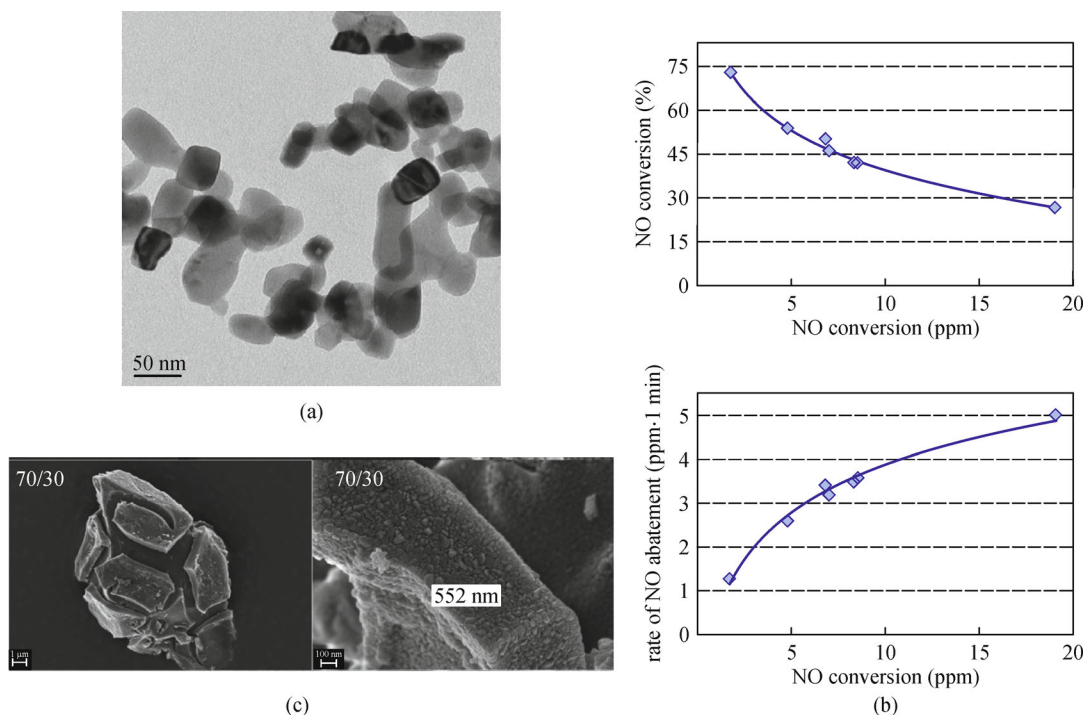 50 nm
(a)
NO conversion (%)
75
60
45
30
15
0
5
10
15
20
NO conversion (ppm)
rate of NO abatement (ppm·1 min)
5
4
3
2
1
0
5
10
15
20
NO conversion (ppm)
(b)
70/30
1 μm
70/30
552 nm
100 nm
(c)